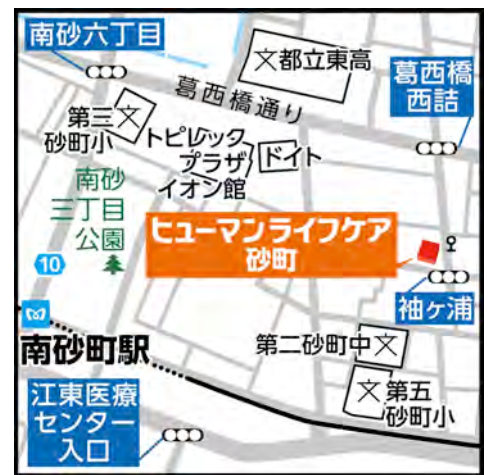 南砂六丁目
文都立東高
葛西橋通り
葛西橋
西詰
第三文
砂町小
トピレック
プラザ
イオン館
ドイト
南砂
三丁目
公園
ヒューマンライフケア
砂町
10
袖ヶ浦
南砂町駅
第二砂町中文
文第五
砂町小
江東医療
センター
入口